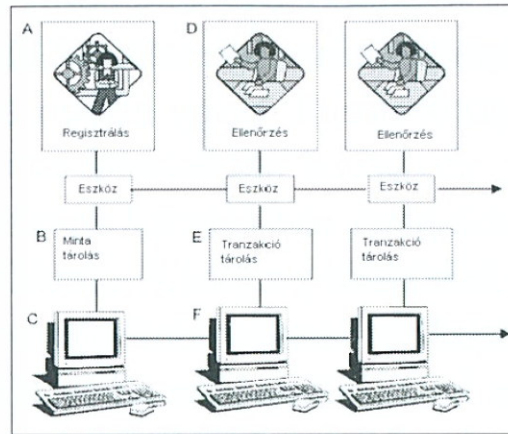 A
D
Regisztrálás
Ellenőrzés
Ellenőrzés
Eszköz
Eszköz
Eszköz
B
Minta
tárolás
E
Tranzakció
tárolás
Tranzakció
tárolás
C
F